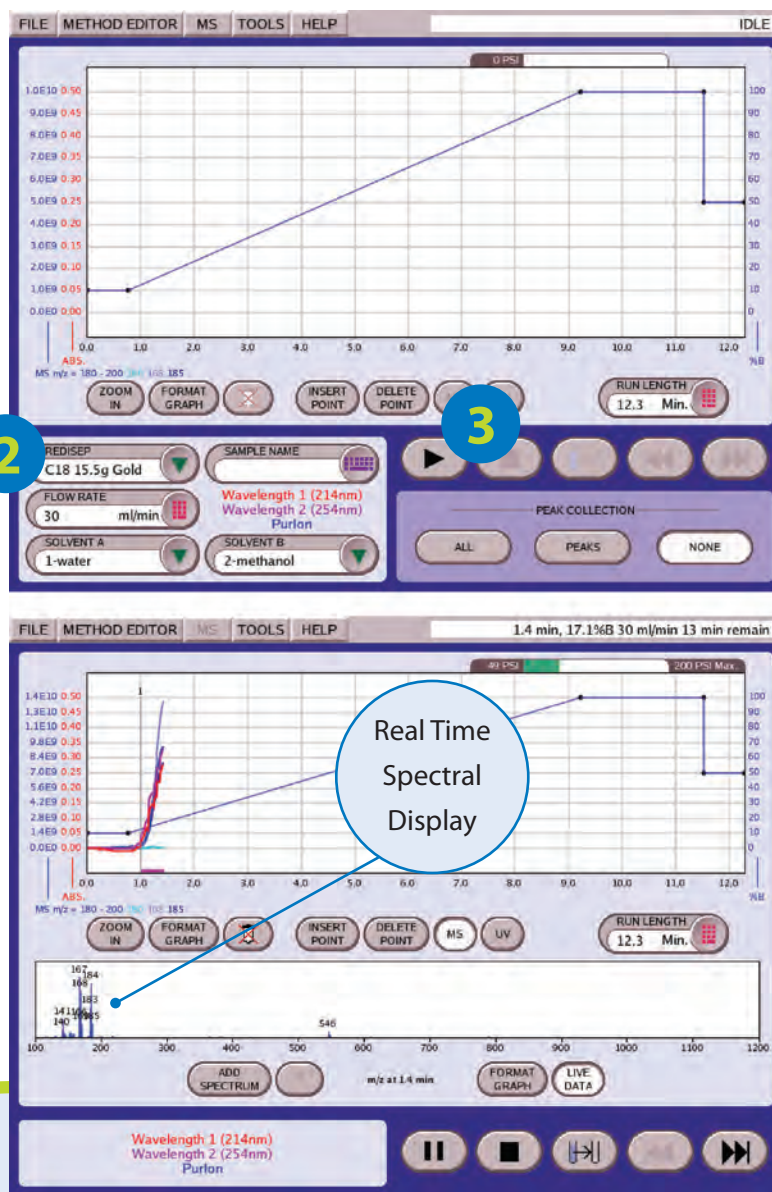 FILE METHOD EDITOR MS TOOLS HELP IDLE
0 PSI
1.0E10 0.50 100
9.0E9 0.45 90
8.0E9 0.40 80
7.0E9 0.35 70
6.0E9 0.30 60
5.0E9 0.25 50
4.0E9 0.20 40
3.0E9 0.15 30
2.0E9 0.10 20
1.0E9 0.05 10
0.0E0 0.00 0
0.0 1.0 2.0 3.0 4.0 5.0 6.0 7.0 8.0 9.0 10.0 11.0 12.0
ABS. %B
MS m/z = 180 - 200 185
ZOOM IN
FORMAT GRAPH
INSERT POINT
DELETE POINT
RUN LENGTH
12.3 Min.
2
3
REDISEP
C18 15.5g Gold
SAMPLE NAME
FLOW RATE
30 ml/min
Wavelength 1 (214nm)
Wavelength 2 (254nm)
PurIon
SOLVENT A
1-water
SOLVENT B
2-methanol
PEAK COLLECTION
ALL PEAKS NONE
FILE METHOD EDITOR MS TOOLS HELP 1.4 min, 17.1%B 30 ml/min 13 min remain
49 PSI 200 PSI Max.
1
1.4E10 0.50 100
1.3E10 0.45 90
1.1E10 0.40 80
9.8E9 0.35 70
8.4E9 0.30 60
7.0E9 0.25 50
5.6E9 0.20 40
4.2E9 0.15 30
2.8E9 0.10 20
1.4E9 0.05 10
0.0E0 0.00 0
Real Time
Spectral
Display
0.0 1.0 2.0 3.0 4.0 5.0 6.0 7.0 8.0 9.0 10.0 11.0 12.0
ABS. %B
MS m/z = 180 - 200 185
ZOOM IN
FORMAT GRAPH
INSERT POINT
DELETE POINT
MS
UV
RUN LENGTH
12.3 Min.
167
184
168
183
141
140
546
100 200 300 400 500 600 700 800 900 1000 1100 1200
ADD SPECTRUM
m/z at 1.4 min
FORMAT GRAPH
LIVE DATA
Wavelength 1 (214nm)
Wavelength 2 (254nm)
PurIon